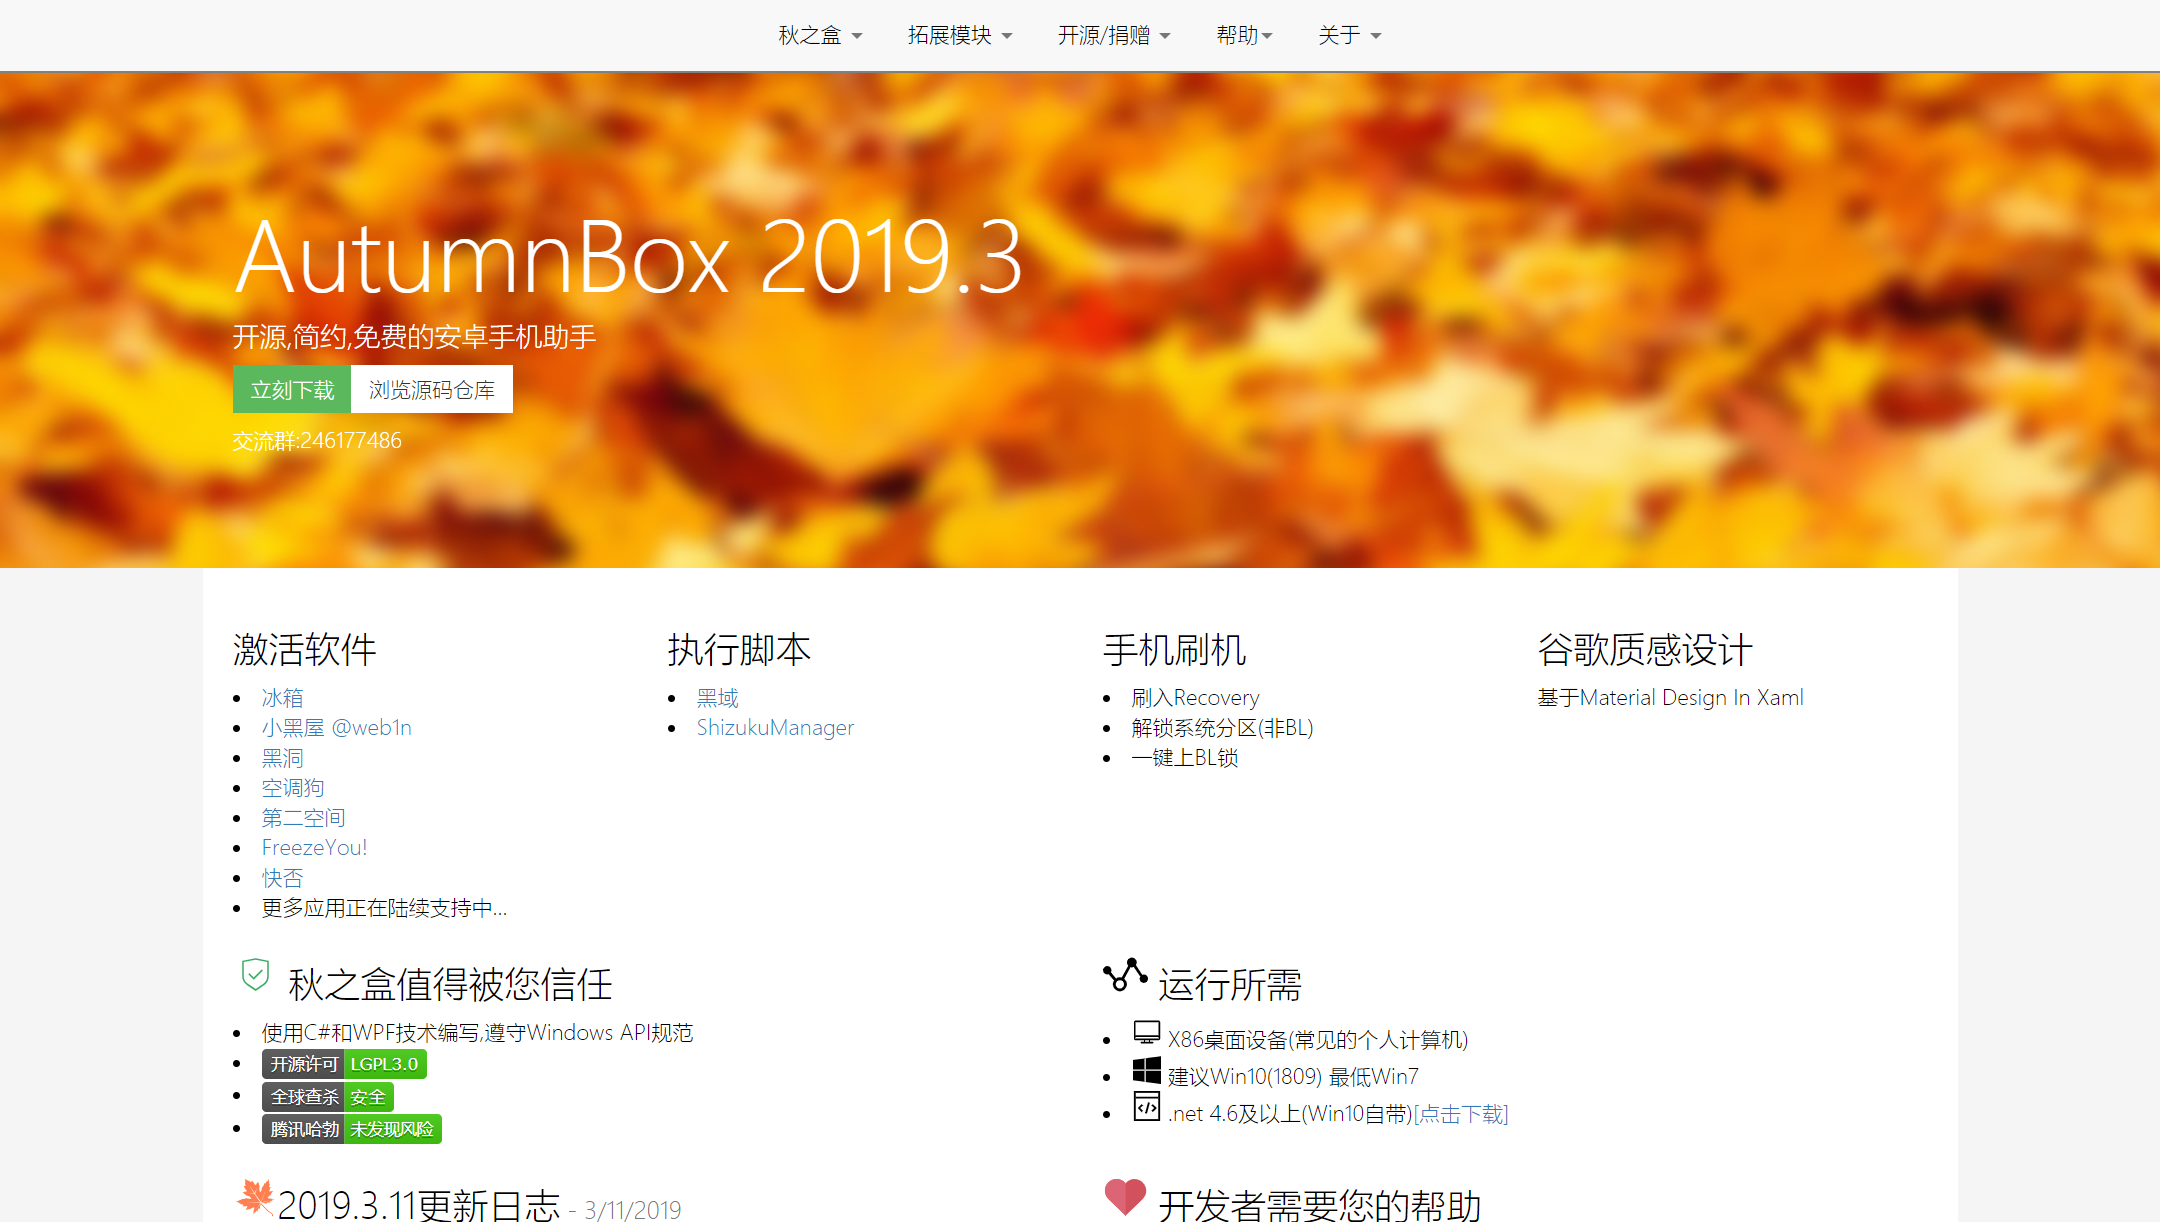 秋之盒
拓展模块
开源/捐赠
帮助
关于
AutumnBox 2019.3
开源,简约,免费的安卓手机助手
立刻下载
浏览源码仓库
交流群:246177486
激活软件
冰箱
小黑屋 @web1n
黑洞
空调狗
第二空间
FreezeYou!
快否
更多应用正在陆续支持中...
执行脚本
黑域
ShizukuManager
手机刷机
刷入Recovery
解锁系统分区(非BL)
一键上BL锁
谷歌质感设计
基于Material Design In Xaml
秋之盒值得被您信任
使用C#和WPF技术编写,遵守Windows API规范
开源许可 LGPL3.0
全球查杀 安全
腾讯哈勃 未发现风险
运行所需
X86桌面设备(常见的个人计算机)
建议Win10(1809) 最低Win7
.net 4.6及以上(Win10自带)[点击下载]
2019.3.11更新日志 - 3/11/2019
开发者需要您的帮助